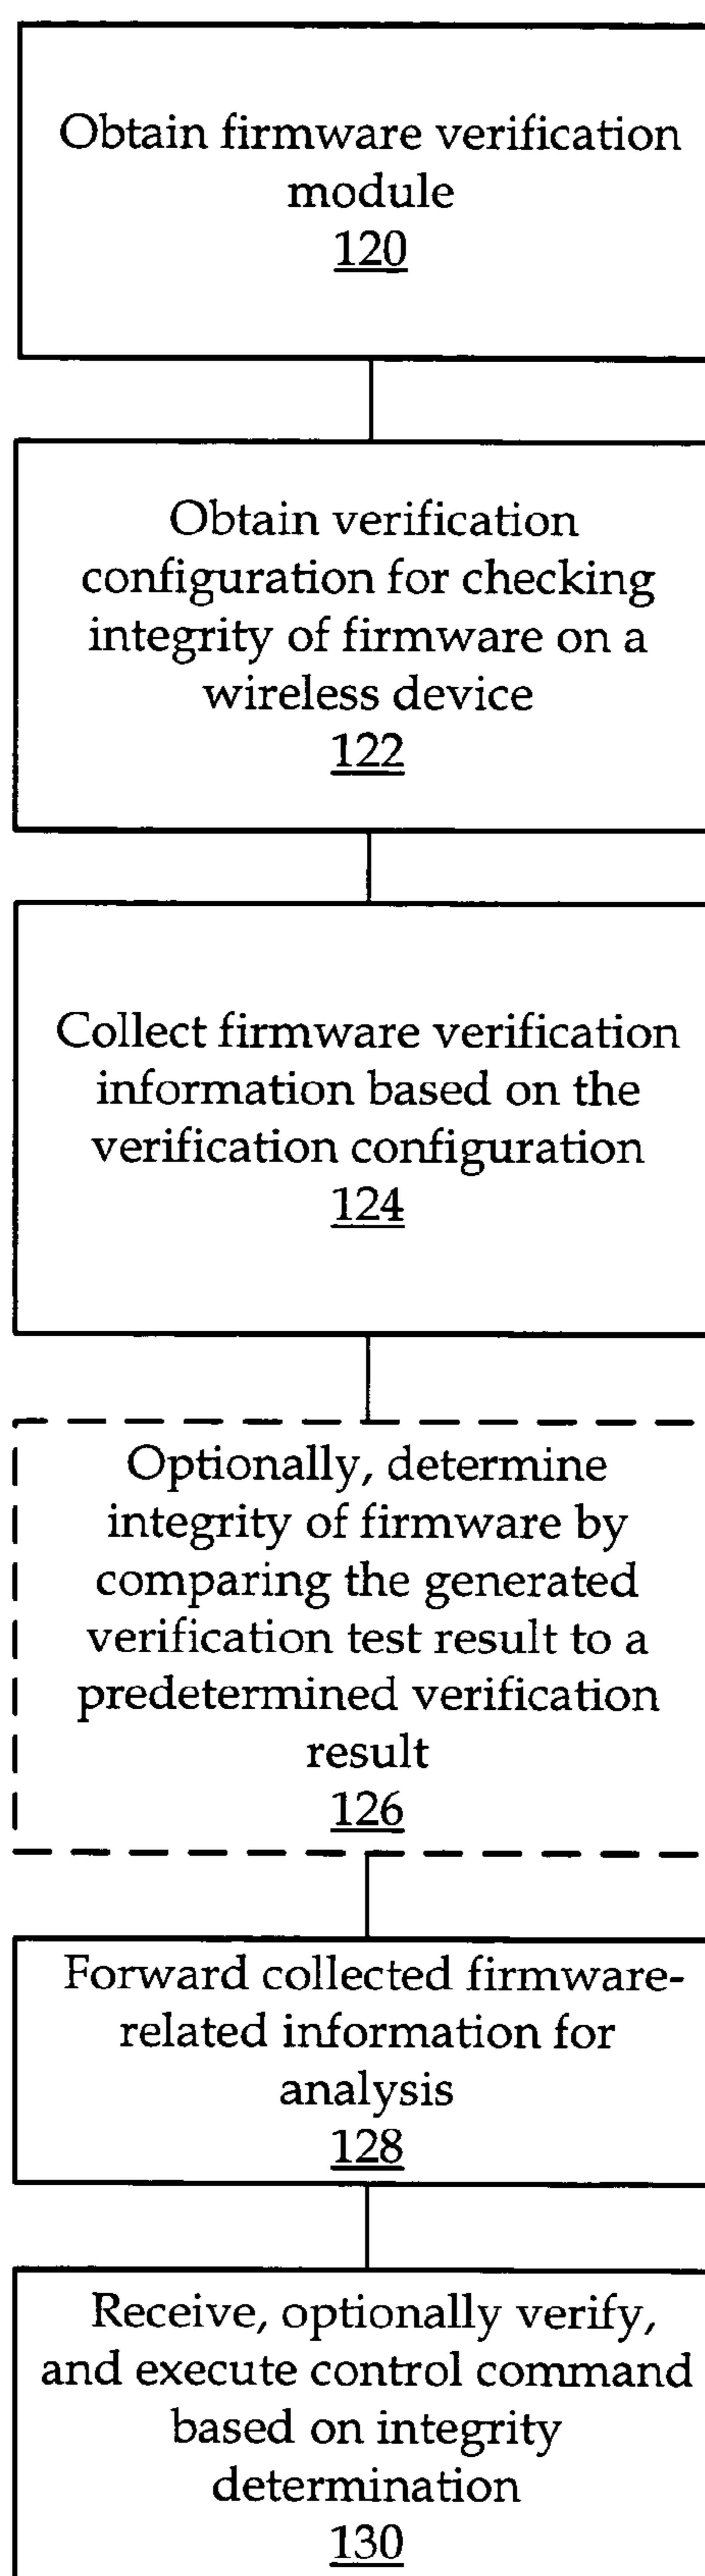 Obtain firmware verification
module
120
Obtain verification
configuration for checking
integrity of firmware on a
wireless device
122
Collect firmware verification
information based on the
verification configuration
124
Optionally, determine
integrity of firmware by
comparing the generated
verification test result to a
predetermined verification
result
126
Forward collected firmware-
related information for
analysis
128
Receive, optionally verify,
and execute control command
based on integrity
determination
130